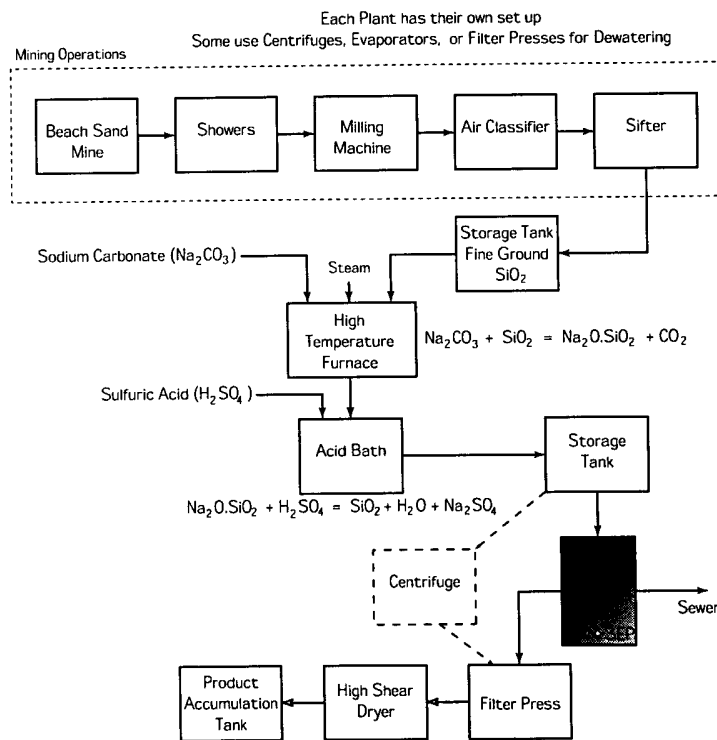 Each Plant has their own set up
Some use Centrifuges, Evaporators, or Filter Presses for Dewatering
Mining Operations
Beach Sand
Mine
Showers
Milling
Machine
Air Classifier
Sifter
Storage Tank
Fine Ground
SiO₂
Sodium Carbonate (Na₂CO₃)
Steam
High
Temperature
Furnace
Na₂CO₃ + SiO₂ = Na₂O.SiO₂ + CO₂
Sulfuric Acid (H₂SO₄)
Acid Bath
Storage
Tank
Na₂O.SiO₂ + H₂SO₄ = SiO₂ + H₂O + Na₂SO₄
Centrifuge
Sewer
Product
Accumulation
Tank
High Shear
Dryer
Filter Press